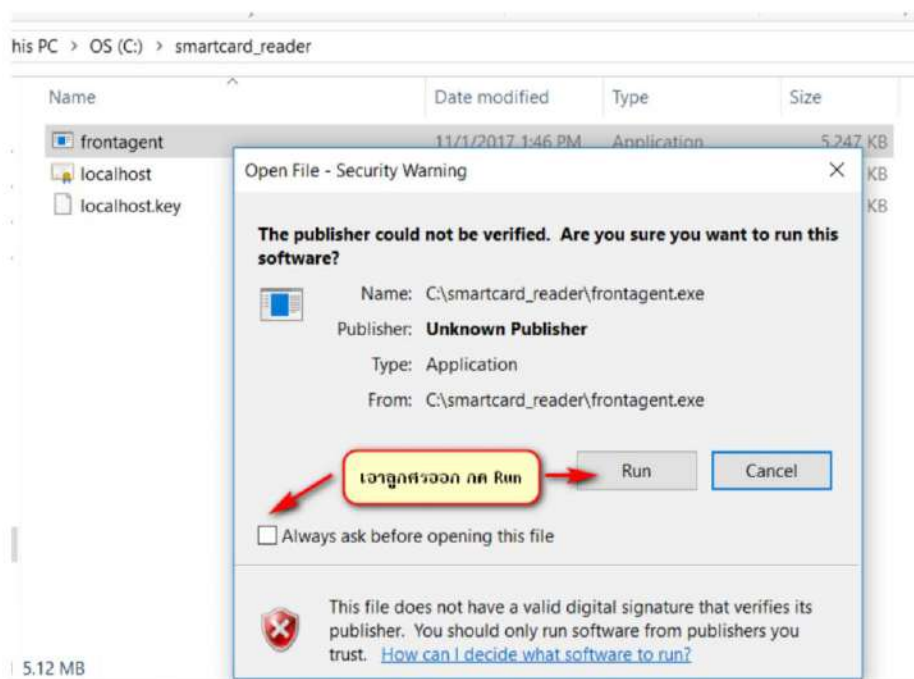 his PC > OS (C:) > smartcard_reader
Name Date modified Type Size
frontagent 11/1/2017 1:46 PM Application 5,247 KB
localhost KB
localhost.key KB
Open File - Security Warning
The publisher could not be verified. Are you sure you want to run this
software?
Name: C:\smartcard_reader\frontagent.exe
Publisher: Unknown Publisher
Type: Application
From: C:\smartcard_reader\frontagent.exe
เอาลูกศรออก กด Run
Run Cancel
Always ask before opening this file
This file does not have a valid digital signature that verifies its
publisher. You should only run software from publishers you
trust. How can I decide what software to run?
5.12 MB